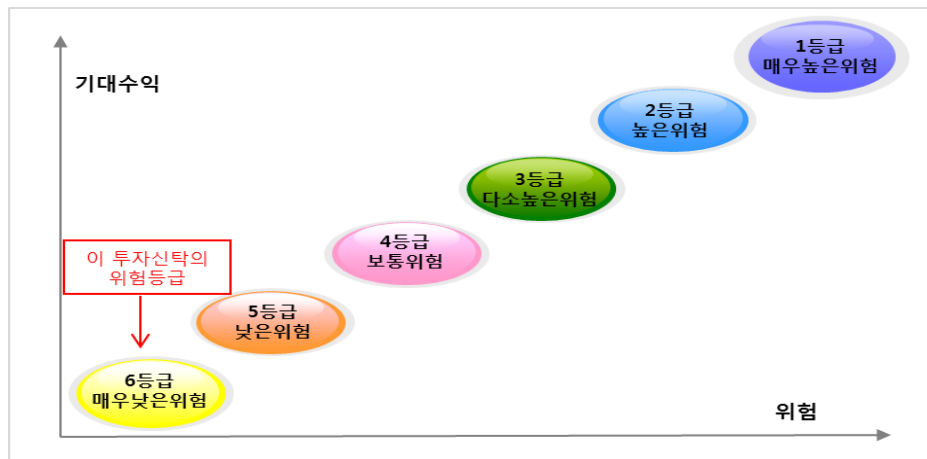 기대수익
1등급
매우높은위험
2등급
높은위험
3등급
다소높은위험
4등급
보통위험
이 투자신탁의
위험등급
5등급
낮은위험
6등급
매우낮은위험
위험